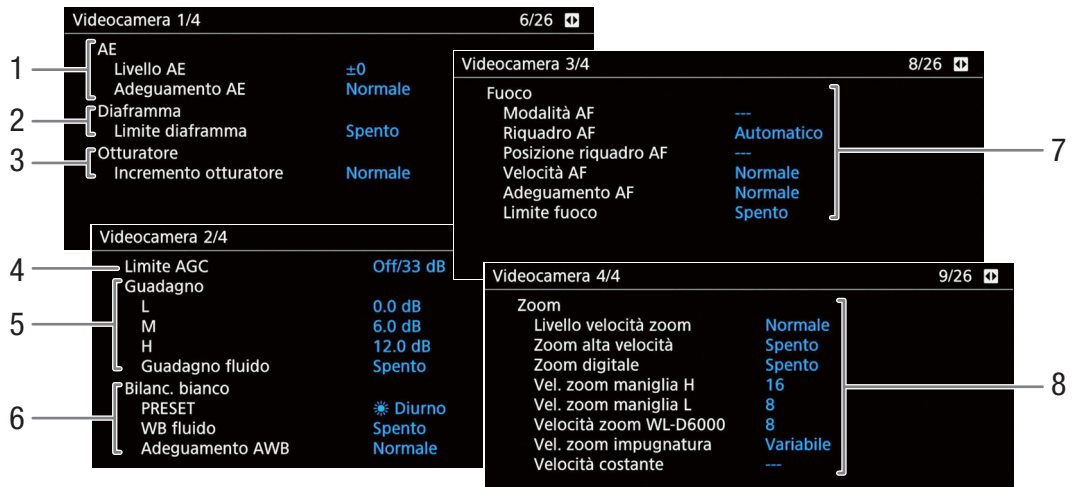 Videocamera 1/4 6/26
1 AE
Livello AE ±0
Adeguamento AE Normale
2 Diaframma
Limite diaframma Spento
3 Otturatore
Incremento otturatore Normale
Videocamera 2/4
4 Limite AGC Off/33 dB
5 Guadagno
L 0.0 dB
M 6.0 dB
H 12.0 dB
Guadagno fluido Spento
6 Bilanc. bianco
PRESET Diurno
WB fluido Spento
Adeguamento AWB Normale
Videocamera 3/4 8/26
Fuoco
Modalità AF ---
Riquadro AF Automatico
Posizione riquadro AF --- 7
Velocità AF Normale
Adeguamento AF Normale
Limite fuoco Spento
Videocamera 4/4 9/26
Zoom
Livello velocità zoom Normale
Zoom alta velocità Spento
Zoom digitale Spento
Vel. zoom maniglia H 16 8
Vel. zoom maniglia L 8
Velocità zoom WL-D6000 8
Vel. zoom impugnatura Variabile
Velocità costante ---